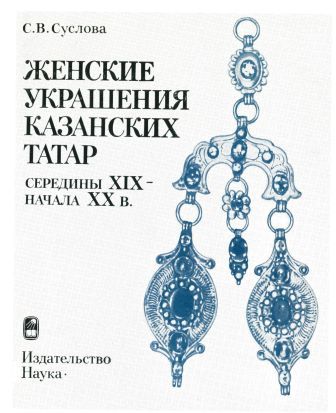 С.В.Суслова
ЖЕНСКИЕ
УКРАШЕНИЯ
КАЗАНСКИХ
ТАТАР
СЕРЕДИНЫ XIX-
НАЧАЛА XX В.
Издательство
Наука·